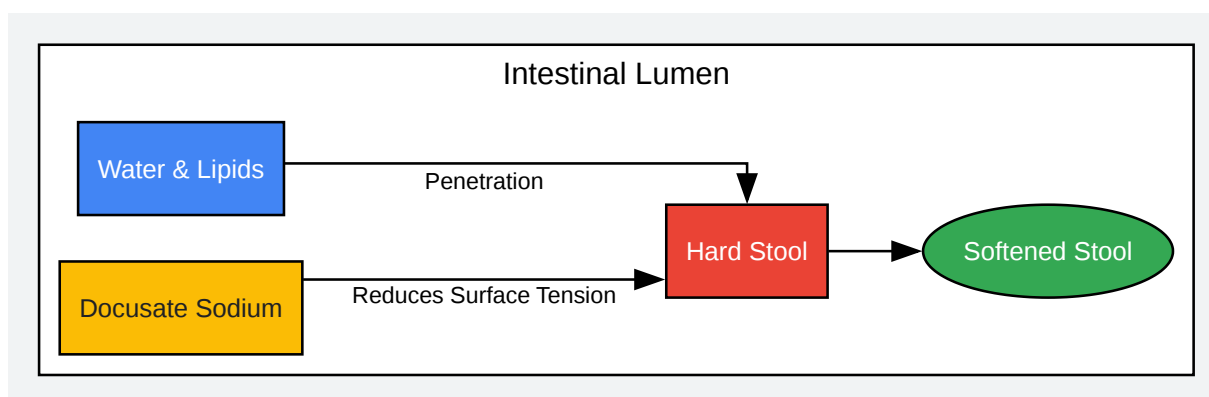 Intestinal Lumen
Water & Lipids
Penetration
Hard Stool
Softened Stool
Docusate Sodium
Reduces Surface Tension